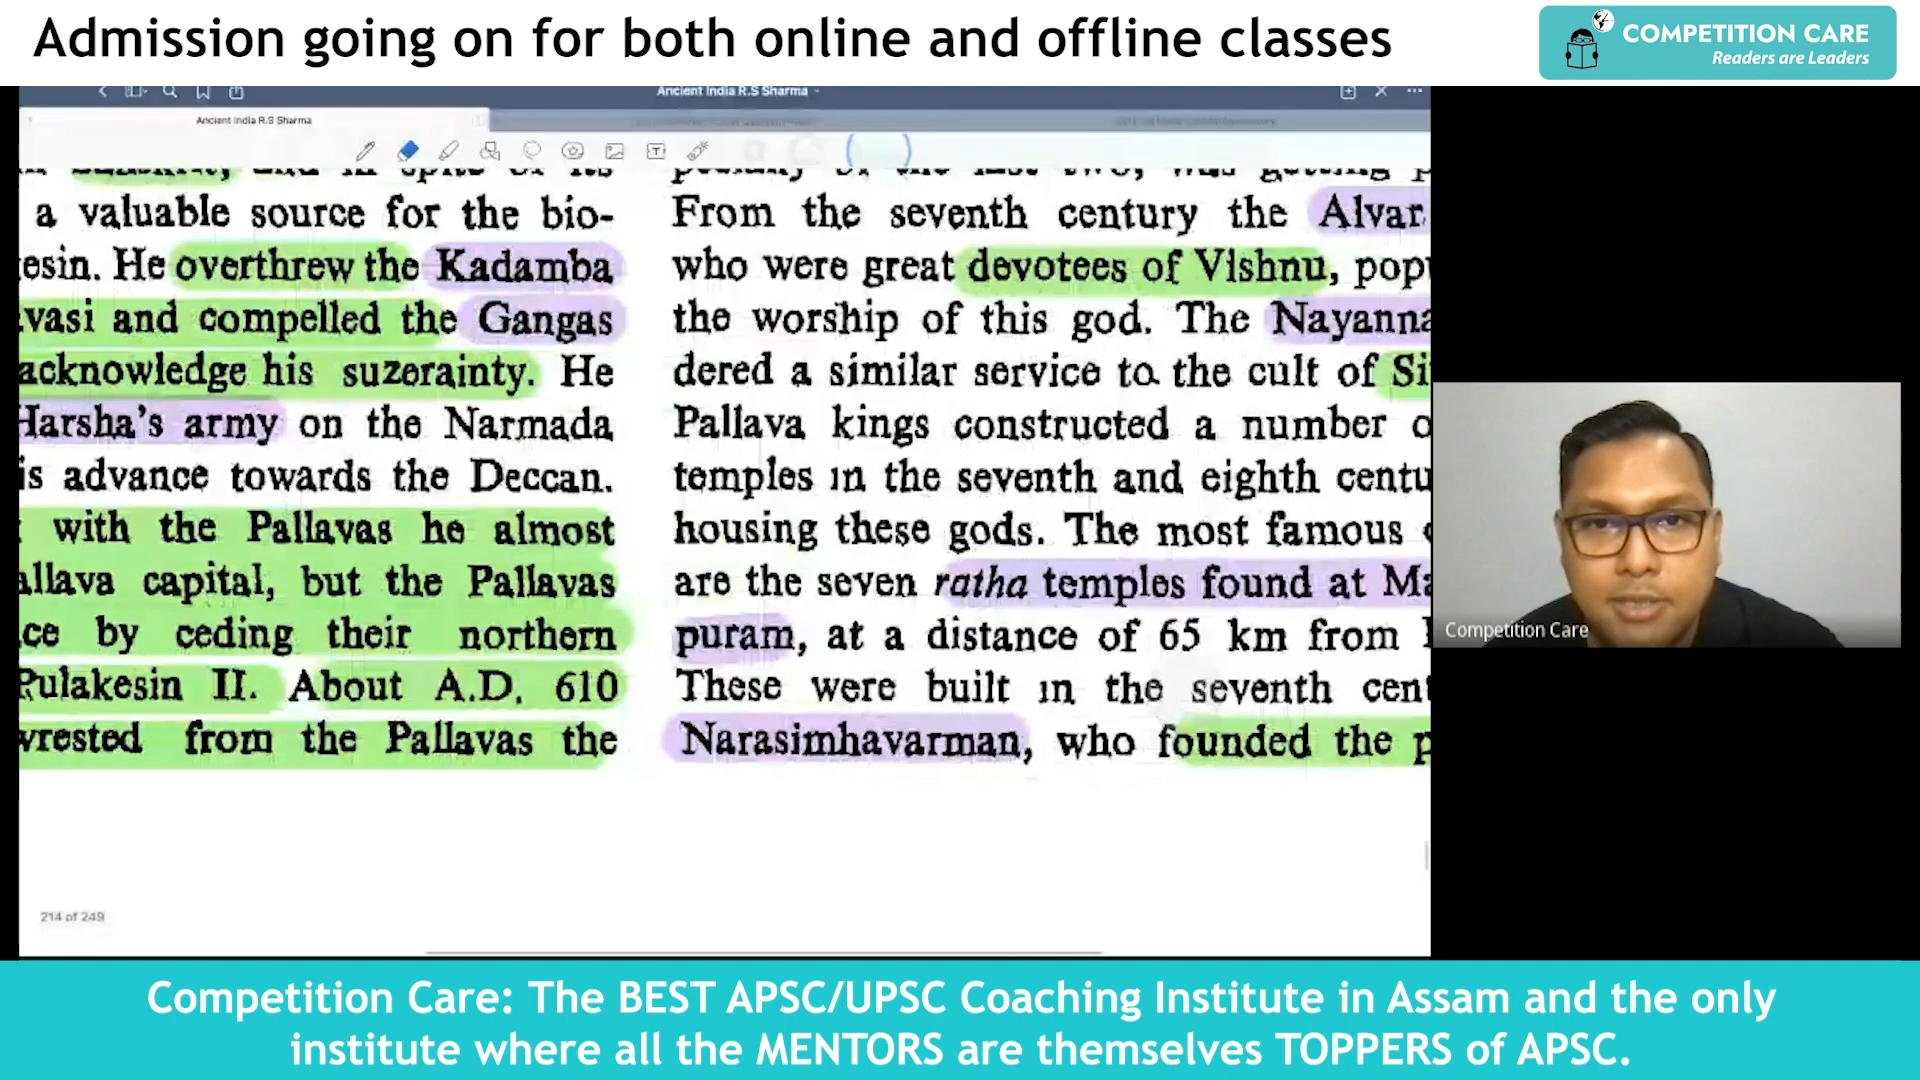 Admission going on for both online and offline classes
COMPETITION CARE
Readers are Leaders
Ancient India R.S Sharma
Ancient India R.S Sharma
a valuable source for the bio-
esin. He overthrew the Kadamba
vasi and compelled the Gangas
acknowledge his suzerainty. He
Harsha's army on the Narmada
is advance towards the Deccan.
with the Pallavas he almost
allava capital, but the Pallavas
ce by ceding their northern
Pulakesin II. About A.D. 610
wrested from the Pallavas the
From the seventh century the Alvar
who were great devotees of Vishnu, pop
the worship of this god. The Nayanna
dered a similar service to the cult of Si
Pallava kings constructed a number o
temples in the seventh and eighth centu
housing these gods. The most famous
are the seven ratha temples found at Ma
puram, at a distance of 65 km from
These were built in the seventh cent
Narasimhavarman, who founded the p
214 of 249
Competition Care
Competition Care: The BEST APSC/UPSC Coaching Institute in Assam and the only
institute where all the MENTORS are themselves TOPPERS of APSC.